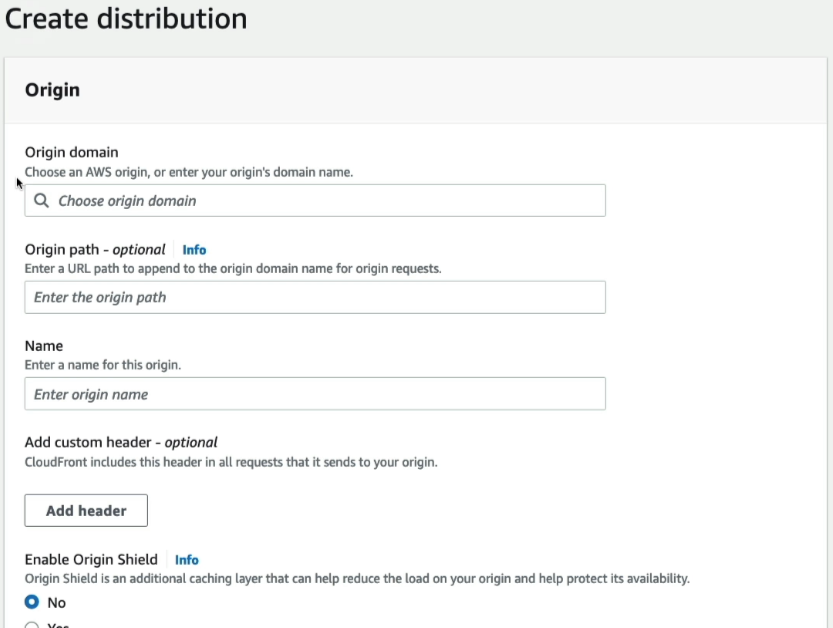 Create distribution
Origin
Origin domain
Choose an AWS origin, or enter your origin's domain name.
Choose origin domain
Origin path - optional Info
Enter a URL path to append to the origin domain name for origin requests.
Enter the origin path
Name
Enter a name for this origin.
Enter origin name
Add custom header - optional
CloudFront includes this header in all requests that it sends to your origin.
Add header
Enable Origin Shield Info
Origin Shield is an additional caching layer that can help reduce the load on your origin and help protect its availability.
No
Yes